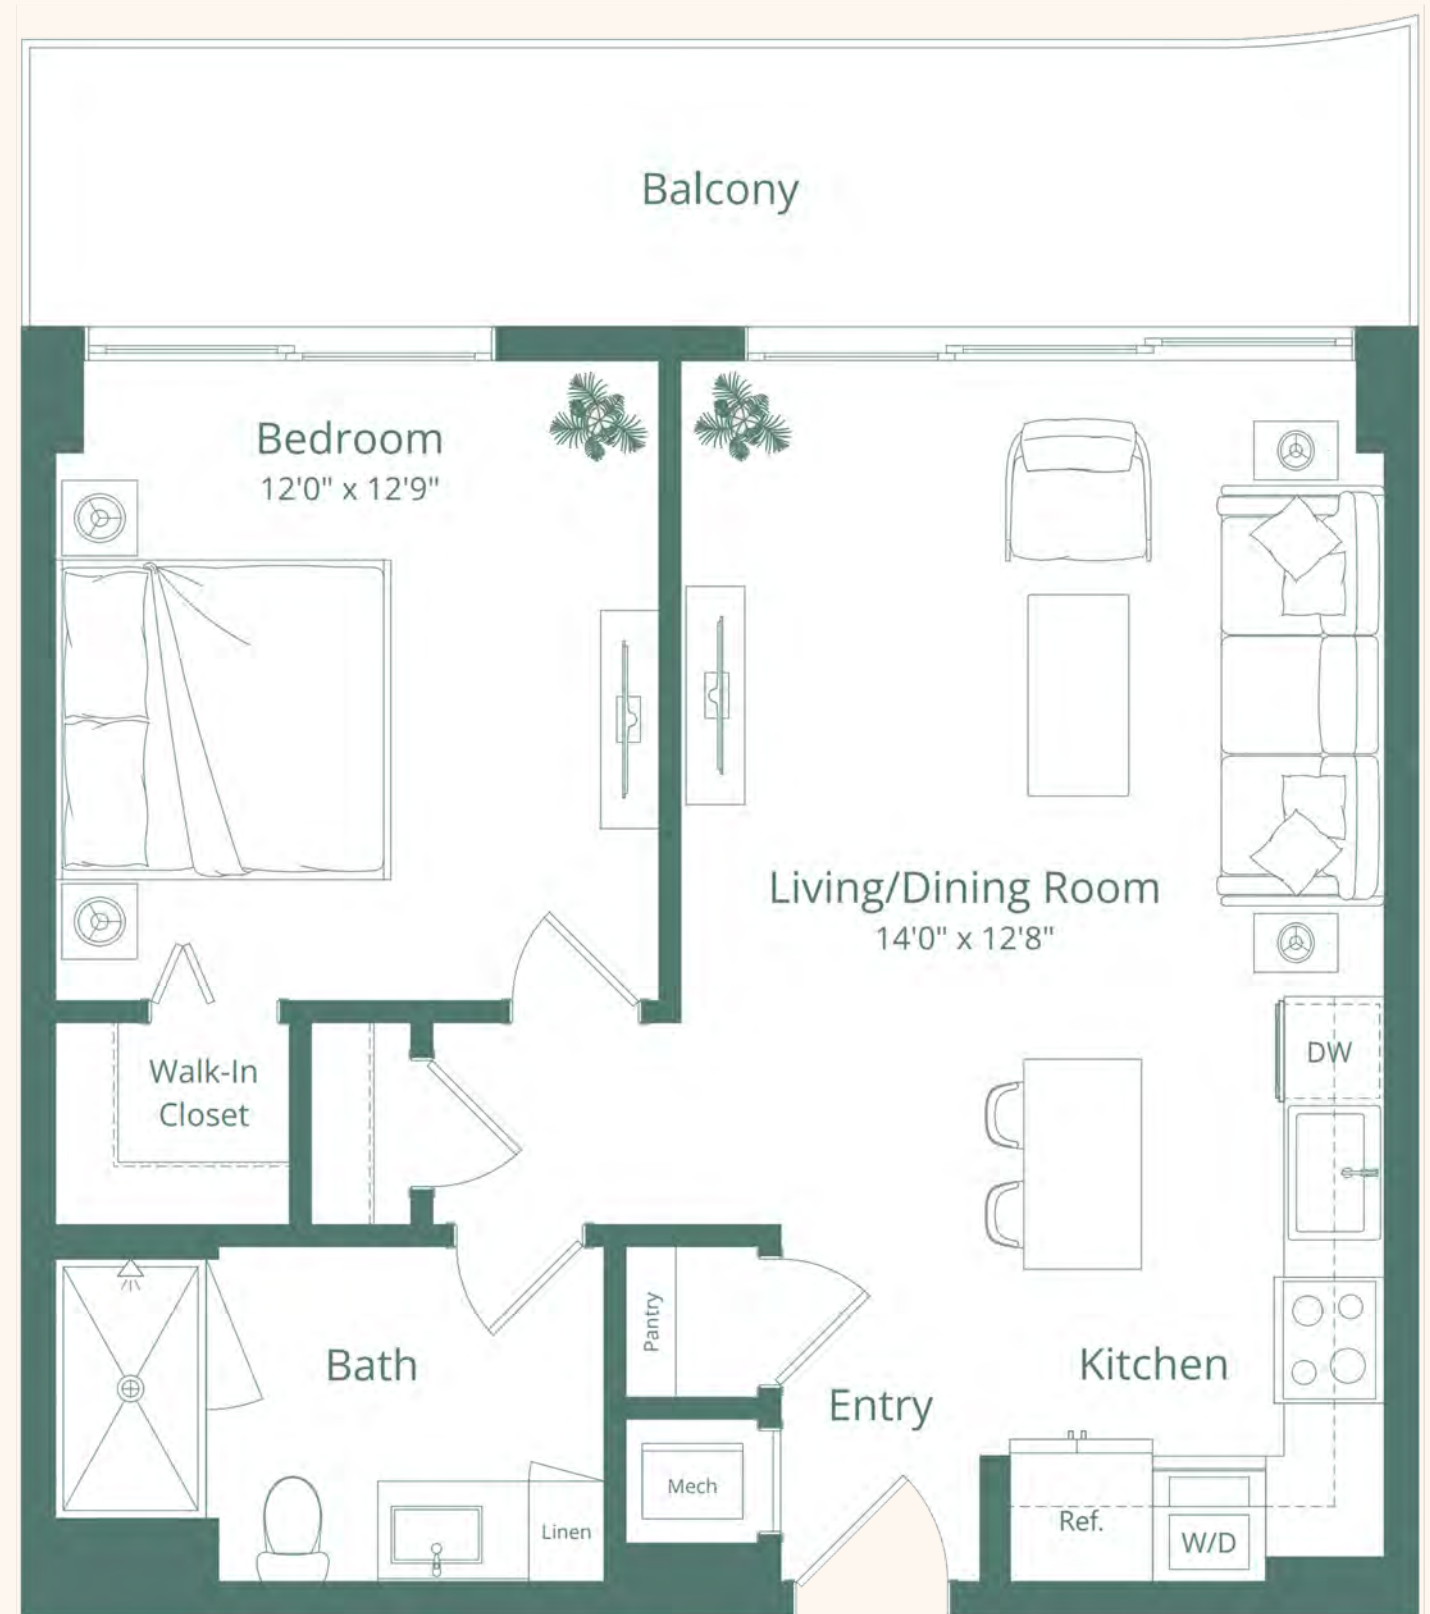 Balcony
Bedroom
12'0" x 12'9"
Living/Dining Room
14'0" x 12'8"
DW
Walk-In
Closet
Pantry
Bath
Kitchen
Entry
Mech
Linen
Ref.
W/D